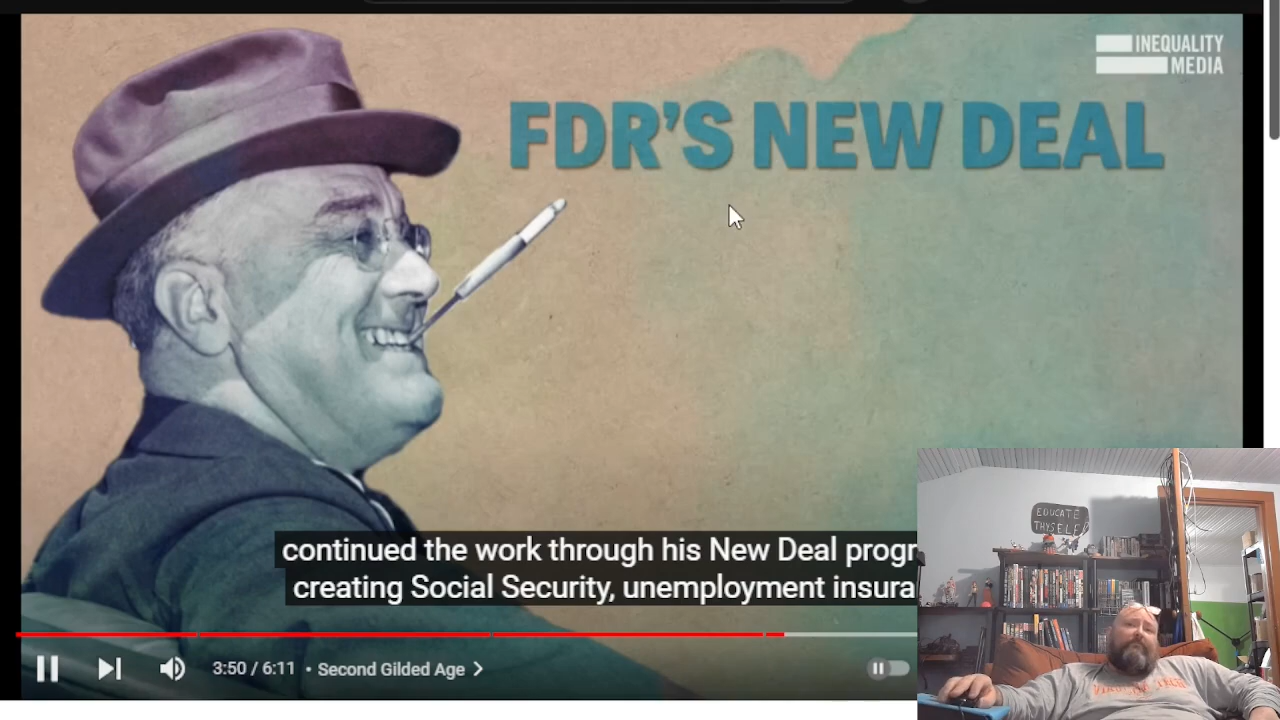 INEQUALITY
MEDIA
FDR'S NEW DEAL
continued the work through his New Deal progr
creating Social Security, unemployment insura
3:50 / 6:11 • Second Gilded Age
EDUCATE
THYSELF